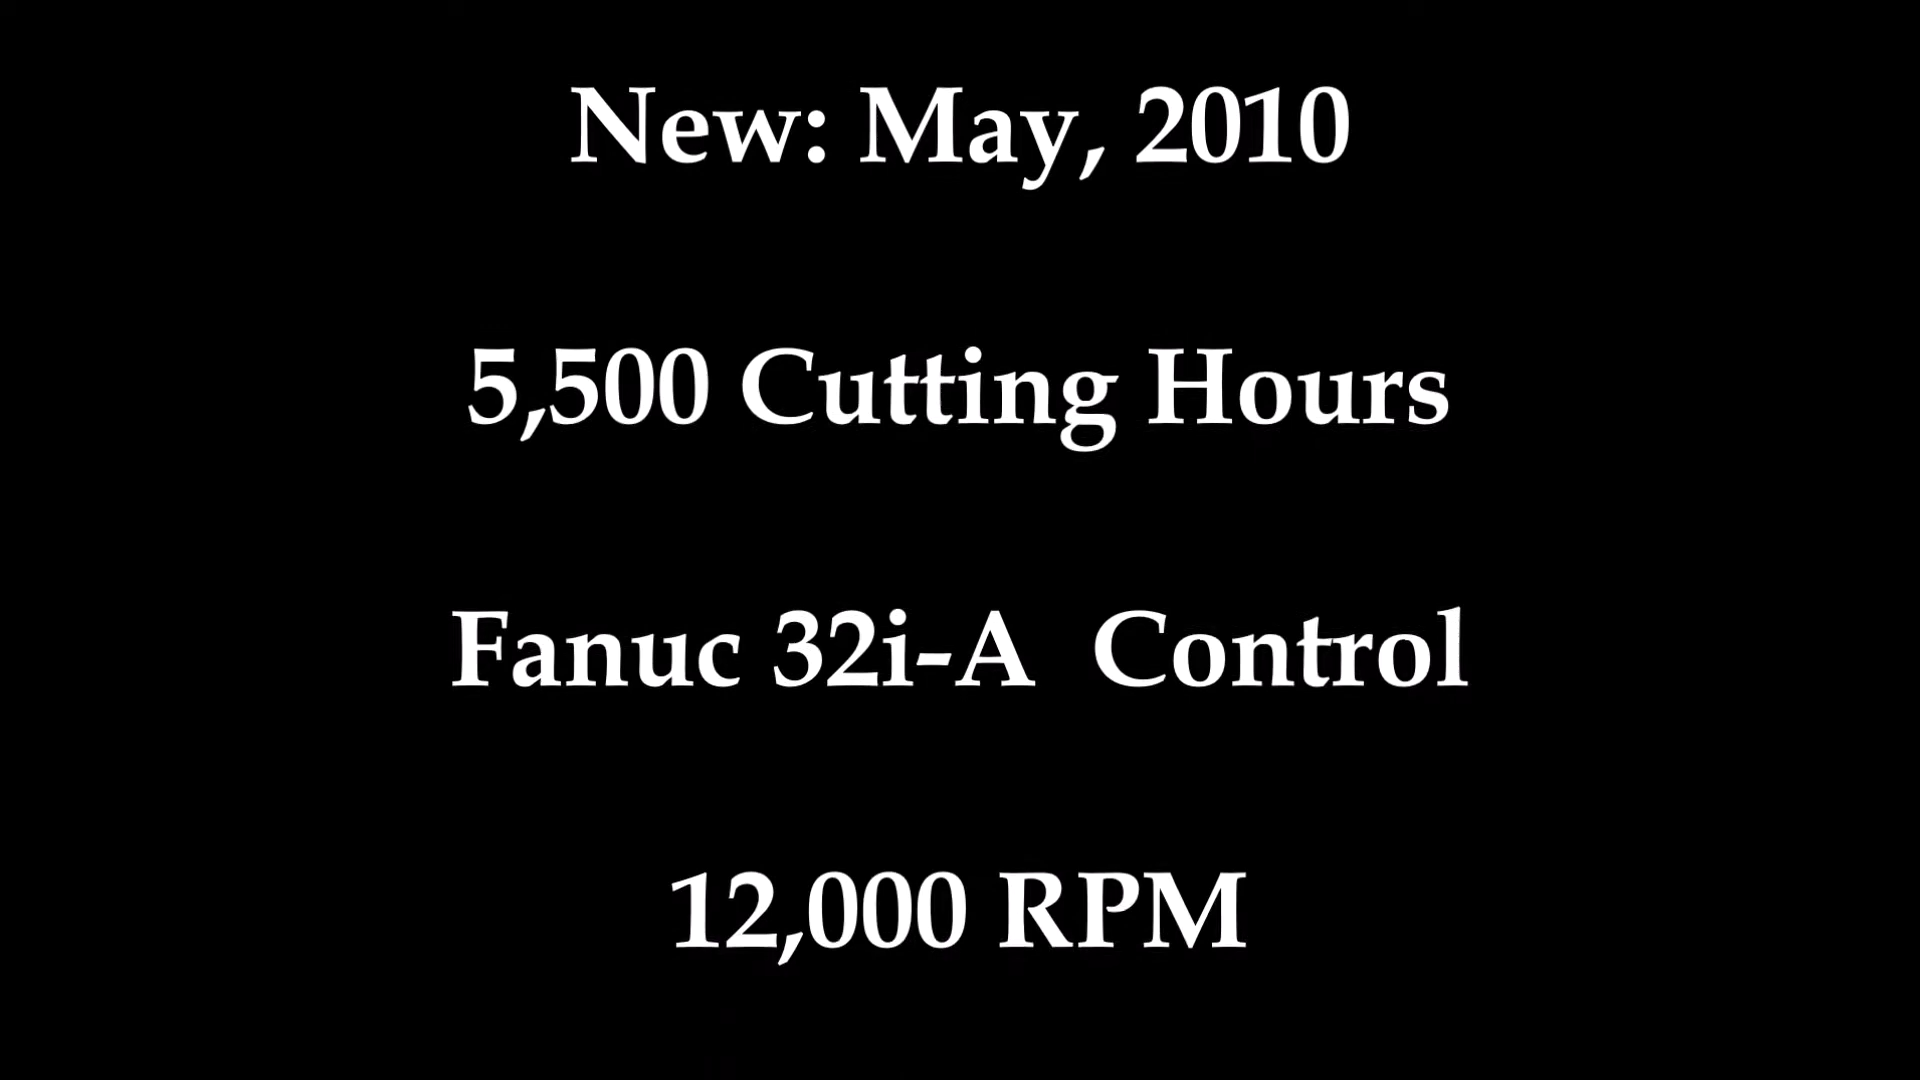 New: May, 2010
5,500 Cutting Hours
Fanuc 32i-A  Control
12,000 RPM